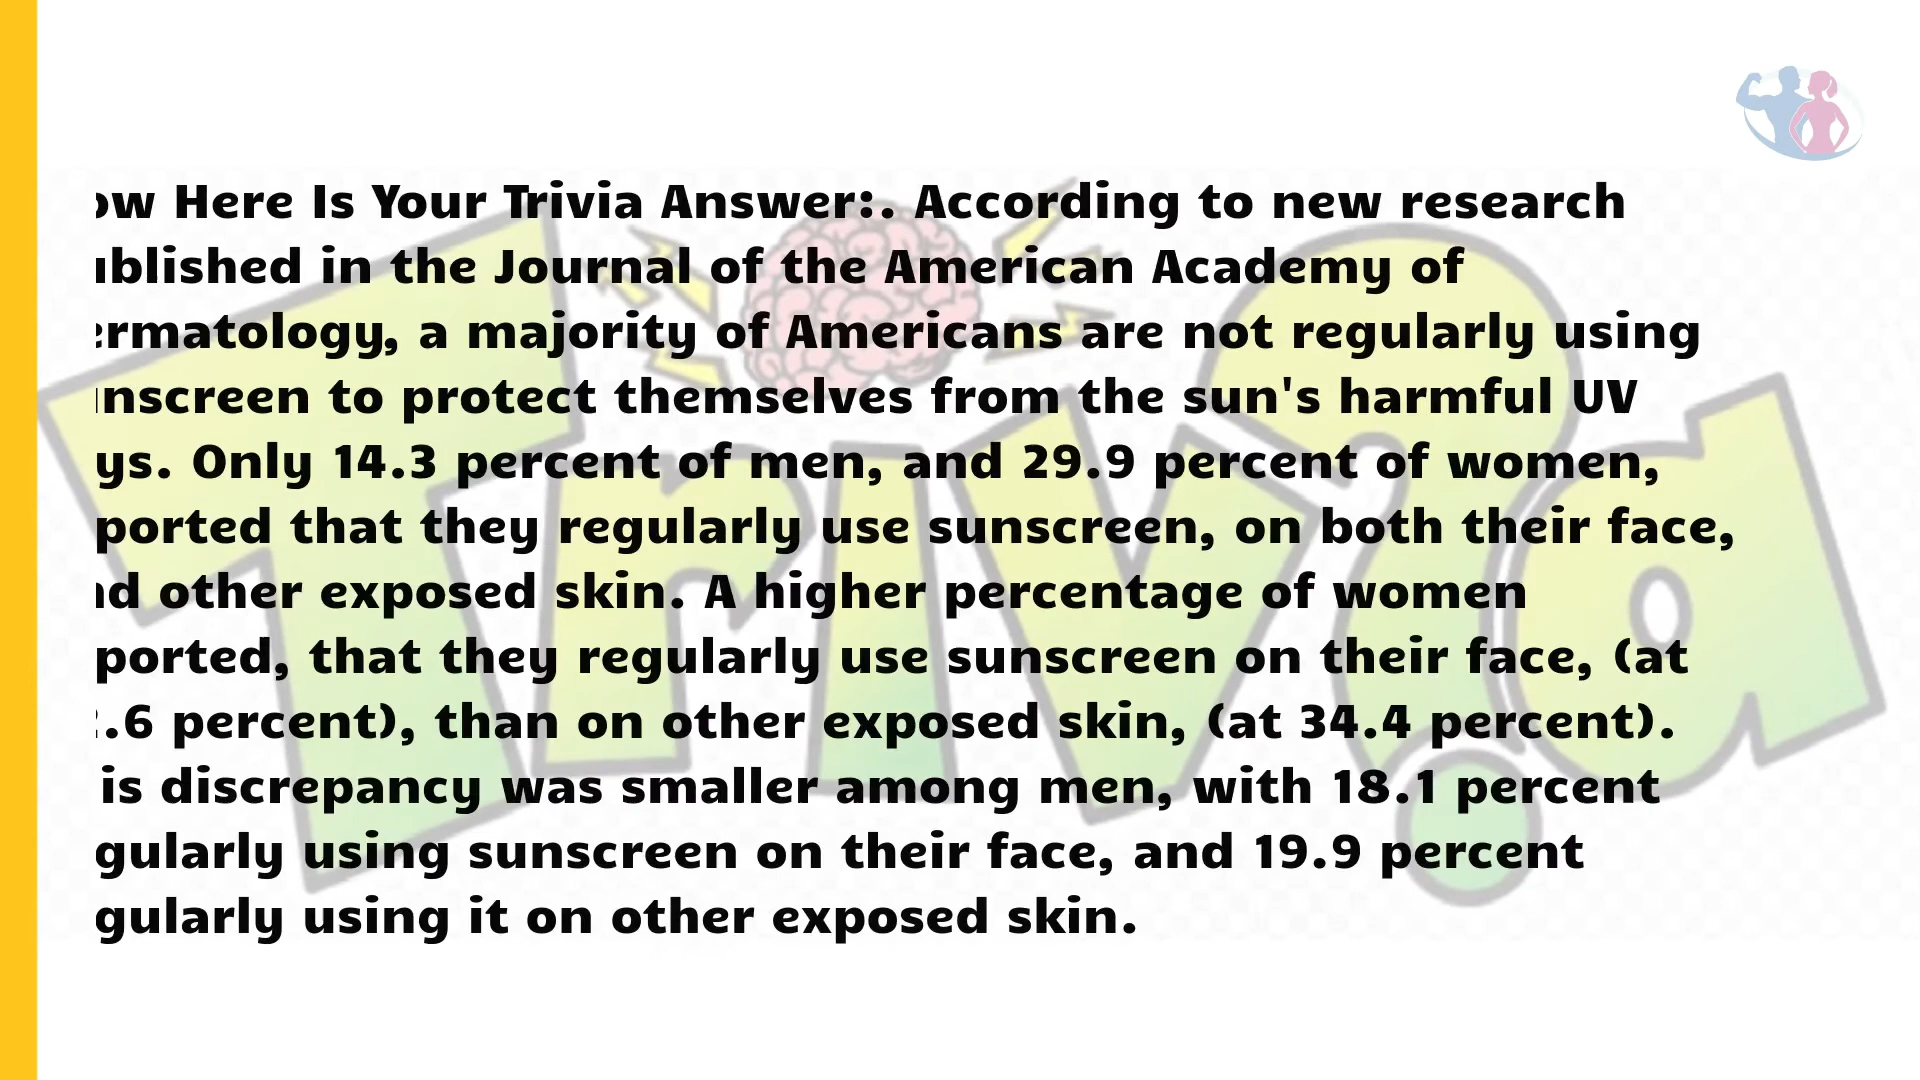 ow Here Is Your Trivia Answer:. According to new research
blished in the Journal of the American Academy of
ermatology, a majority of Americans are not regularly using
nscreen to protect themselves from the sun's harmful UV
ys. Only 14.3 percent of men, and 29.9 percent of women,
ported that they regularly use sunscreen, on both their face,
d other exposed skin. A higher percentage of women
ported, that they regularly use sunscreen on their face, (at
.6 percent), than on other exposed skin, (at 34.4 percent).
is discrepancy was smaller among men, with 18.1 percent
gularly using sunscreen on their face, and 19.9 percent
gularly using it on other exposed skin.
Triv?a